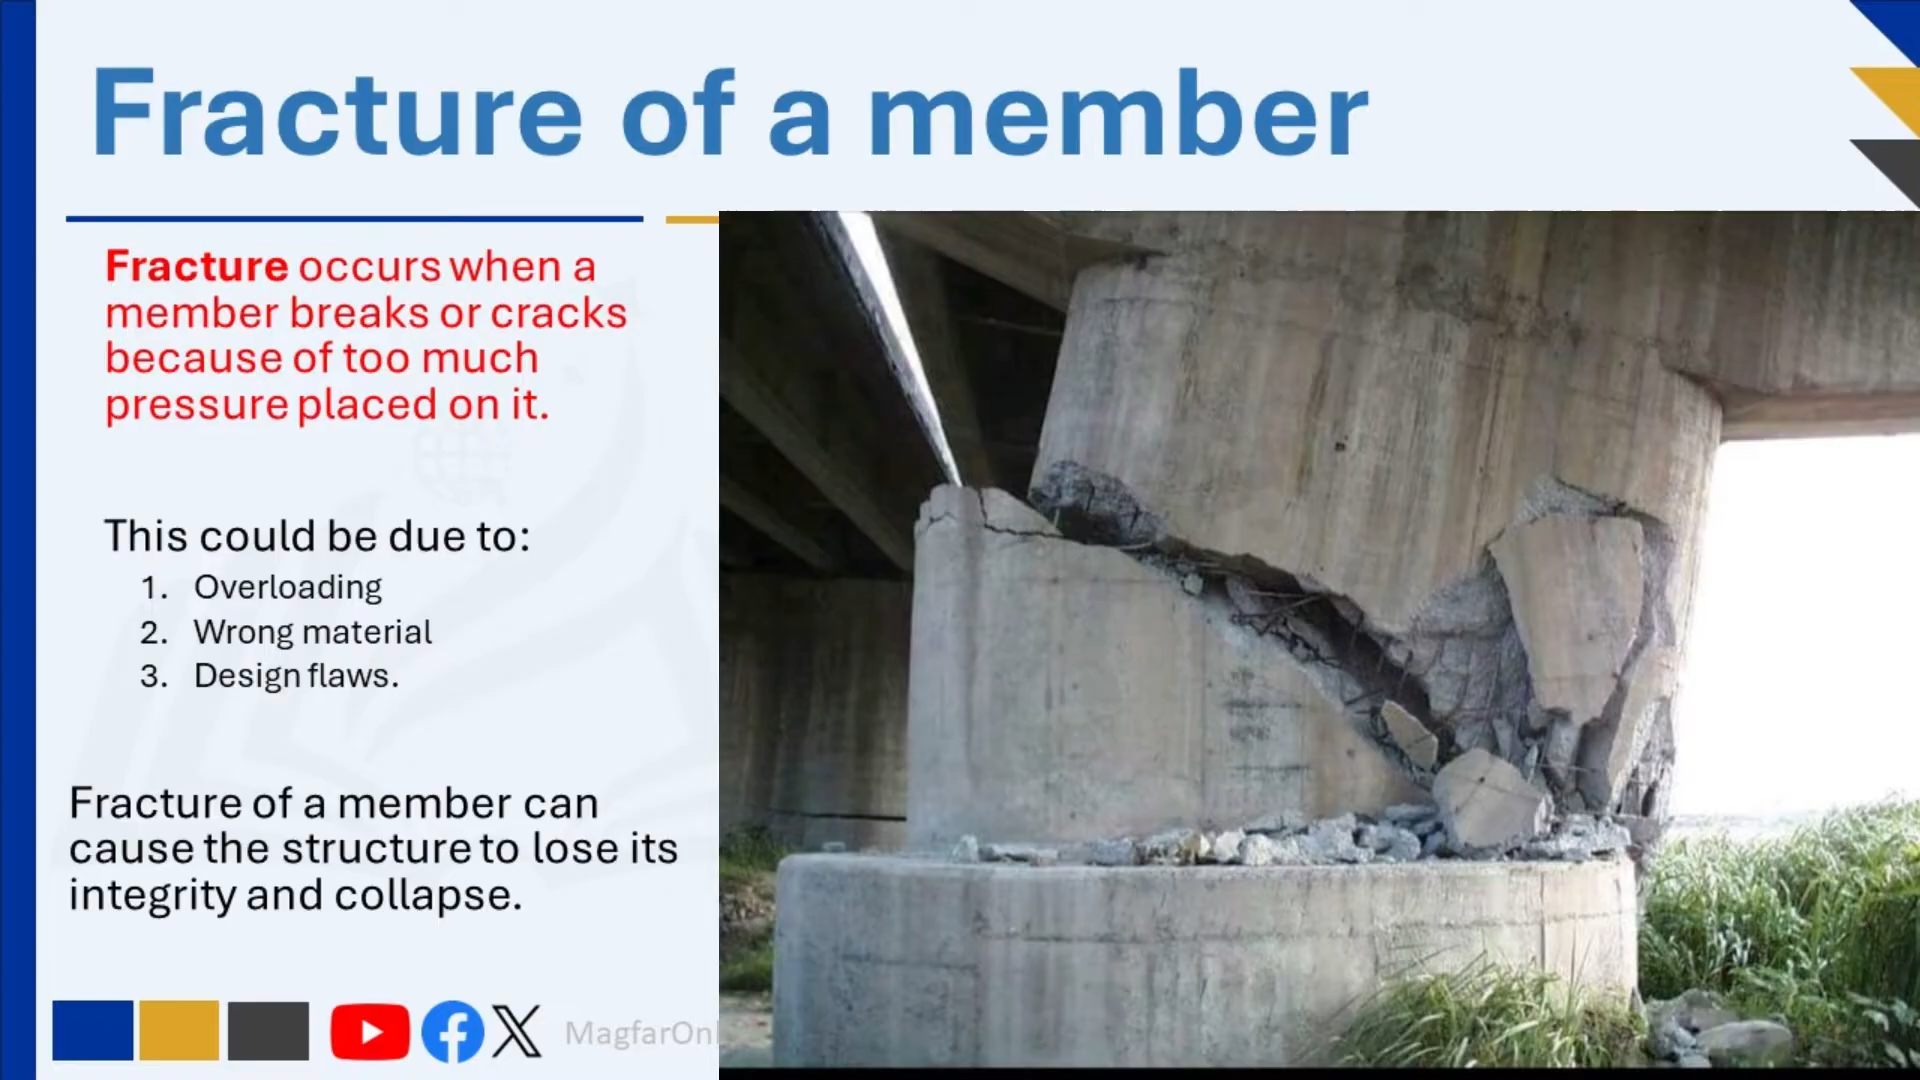 Fracture of a member
Fracture occurs when a
member breaks or cracks
because of too much
pressure placed on it.
This could be due to:
1. Overloading
2. Wrong material
3. Design flaws.
Fracture of a member can
cause the structure to lose its
integrity and collapse.
MagfarOnl